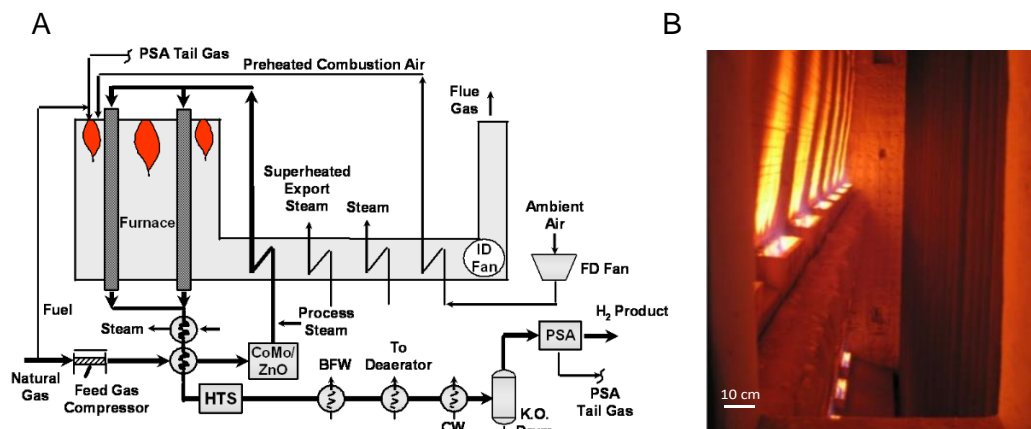 A
B
PSA Tail Gas
Preheated Combustion Air
Flue
Gas
Superheated
Export
Steam
Steam
Ambient
Air
Furnace
ID
Fan
FD Fan
Fuel
Process
Steam
Steam
H2 Product
PSA
CoMo/
ZnO
BFW
To
Deaerator
Natural
Gas
Feed Gas
Compressor
HTS
PSA
Tail Gas
CW
K.O.
10 cm